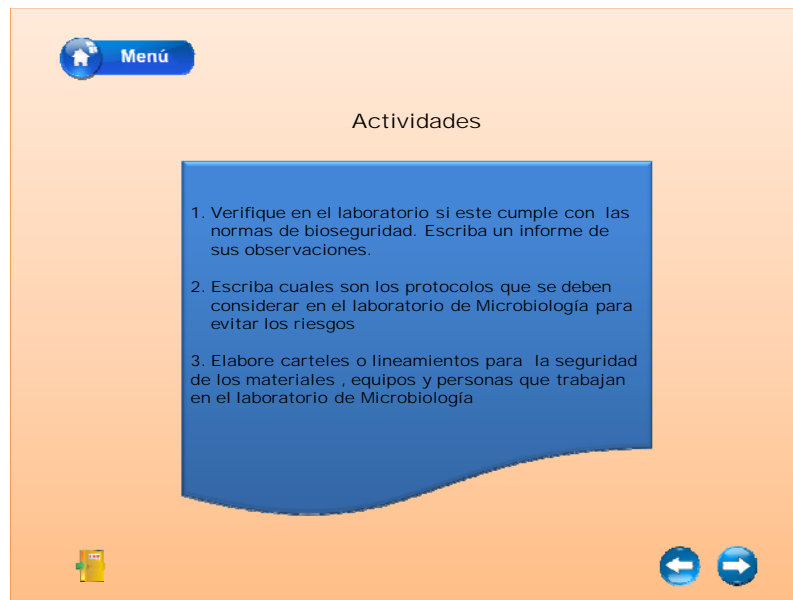 Menú
Actividades
1. Verifique en el laboratorio si este cumple con las
normas de bioseguridad. Escriba un informe de
sus observaciones.
2. Escriba cuales son los protocolos que se deben
considerar en el laboratorio de Microbiología para
evitar los riesgos
3. Elabore carteles o lineamientos para la seguridad
de los materiales , equipos y personas que trabajan
en el laboratorio de Microbiología